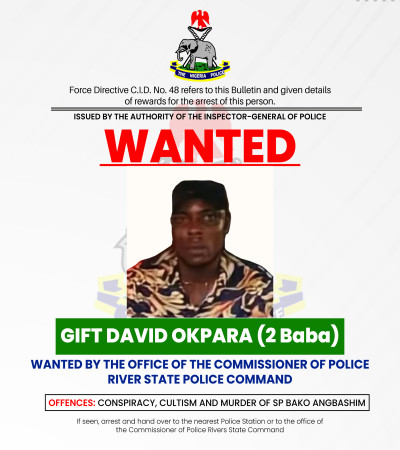 THE NIGERIA POLICE
Force Directive C.I.D. No. 48 refers to this Bulletin and given details
of rewards for the arrest of this person.
ISSUED BY THE AUTHORITY OF THE INSPECTOR-GENERAL OF POLICE
WANTED
GIFT DAVID OKPARA (2 Baba)
WANTED BY THE OFFICE OF THE COMMISSIONER OF POLICE
RIVER STATE POLICE COMMAND
OFFENCES: CONSPIRACY, CULTISM AND MURDER OF SP BAKO ANGBASHIM
If seen, arrest and hand over to the nearest Police Station or to the office of
the Commissioner of Police Rivers State Command